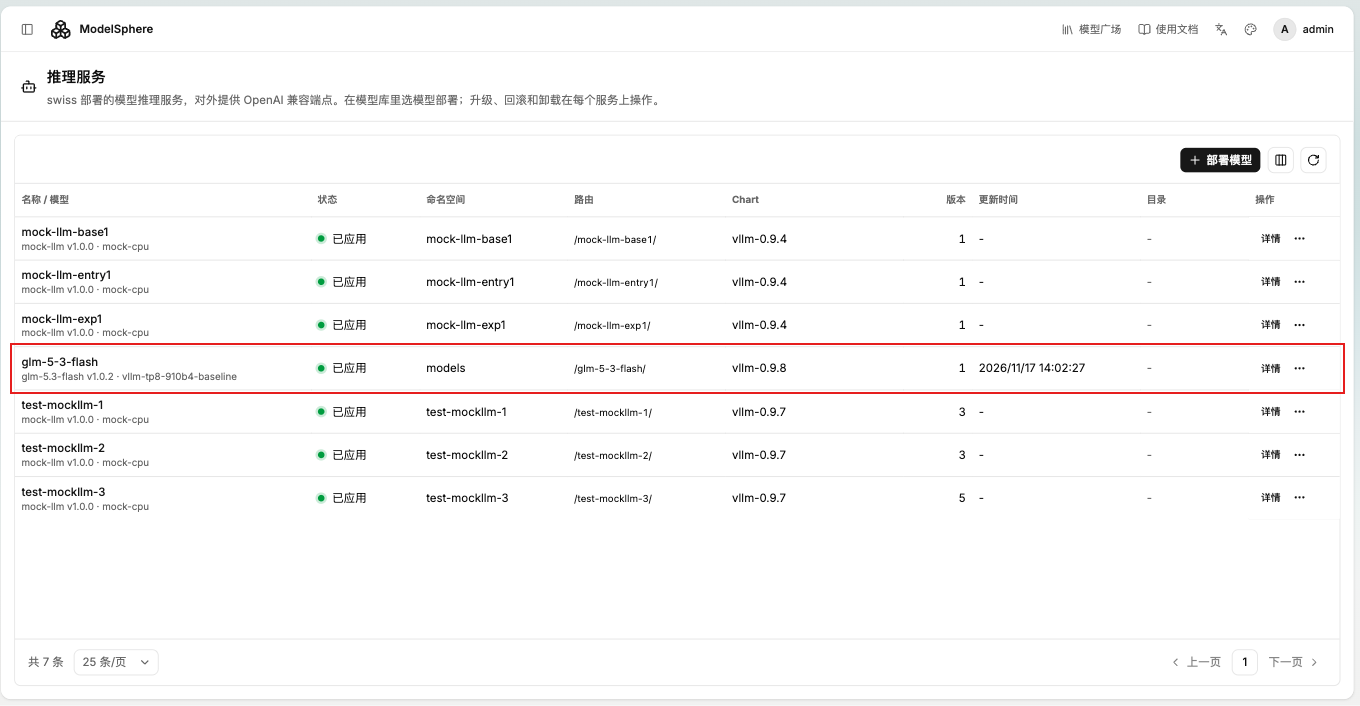 ModelSphere
模型广场 使用文档 A admin
推理服务
swiss 部署的模型推理服务，对外提供 OpenAI 兼容端点。在模型库里选模型部署；升级、回滚和卸载在每个服务上操作。
+ 部署模型
名称 / 模型 状态 命名空间 路由 Chart 版本 更新时间 目录 操作
mock-llm-base1 已应用 mock-llm-base1 /mock-llm-base1/ vllm-0.9.4 1 - - 详情 ···
mock-llm v1.0.0 · mock-cpu
mock-llm-entry1 已应用 mock-llm-entry1 /mock-llm-entry1/ vllm-0.9.4 1 - - 详情 ···
mock-llm v1.0.0 · mock-cpu
mock-llm-exp1 已应用 mock-llm-exp1 /mock-llm-exp1/ vllm-0.9.4 1 - - 详情 ···
mock-llm v1.0.0 · mock-cpu
glm-5-3-flash 已应用 models /glm-5-3-flash/ vllm-0.9.8 1 2026/11/17 14:02:27 - 详情 ···
glm-5.3-flash v1.0.2 · vllm-tp8-910b4-baseline
test-mockllm-1 已应用 test-mockllm-1 /test-mockllm-1/ vllm-0.9.7 3 - - 详情 ···
mock-llm v1.0.0 · mock-cpu
test-mockllm-2 已应用 test-mockllm-2 /test-mockllm-2/ vllm-0.9.7 3 - - 详情 ···
mock-llm v1.0.0 · mock-cpu
test-mockllm-3 已应用 test-mockllm-3 /test-mockllm-3/ vllm-0.9.7 5 - - 详情 ···
mock-llm v1.0.0 · mock-cpu
共 7 条 25 条/页 上一页 1 下一页